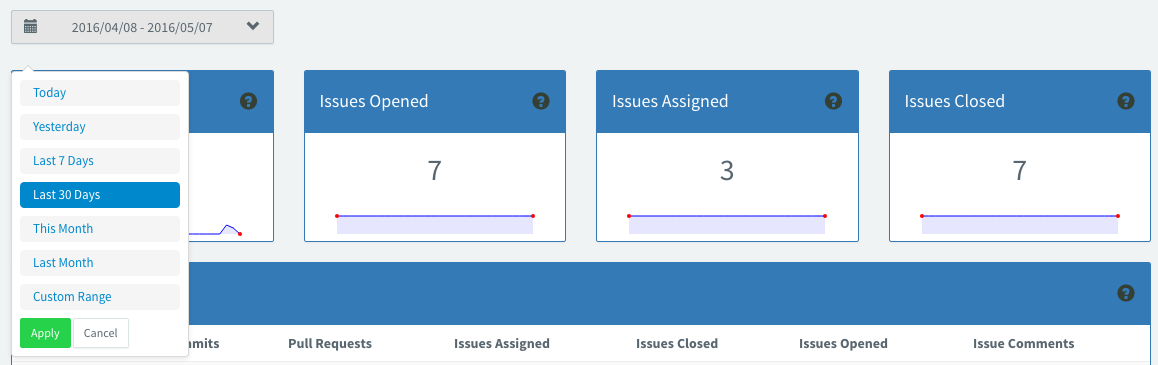 2016/04/08 - 2016/05/07
Today
Yesterday
Last 7 Days
Last 30 Days
This Month
Last Month
Custom Range
Apply Cancel
?
Issues Opened ?
7
Issues Assigned ?
3
Issues Closed ?
7
?
mits Pull Requests Issues Assigned Issues Closed Issues Opened Issue Comments